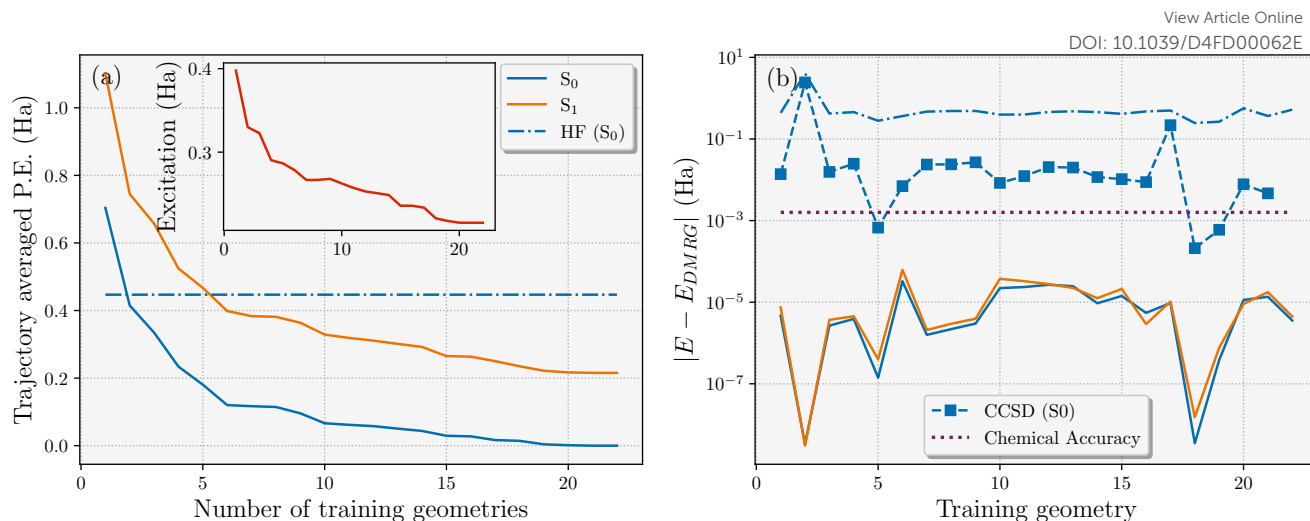 View Article Online
DOI: 10.1039/D4FD00062E
(a)
Trajectory averaged P.E. (Ha)
1.0
0.8
0.6
0.4
0.2
0.0
0
5
10
15
20
Number of training geometries
Excitation (Ha)
0.4
0.3
0
10
20
S₀
S₁
HF (S₀)
(b)
|E − E_{DMRG}| (Ha)
10¹
10⁻¹
10⁻³
10⁻⁵
10⁻⁷
0
5
10
15
20
Training geometry
CCSD (S0)
Chemical Accuracy